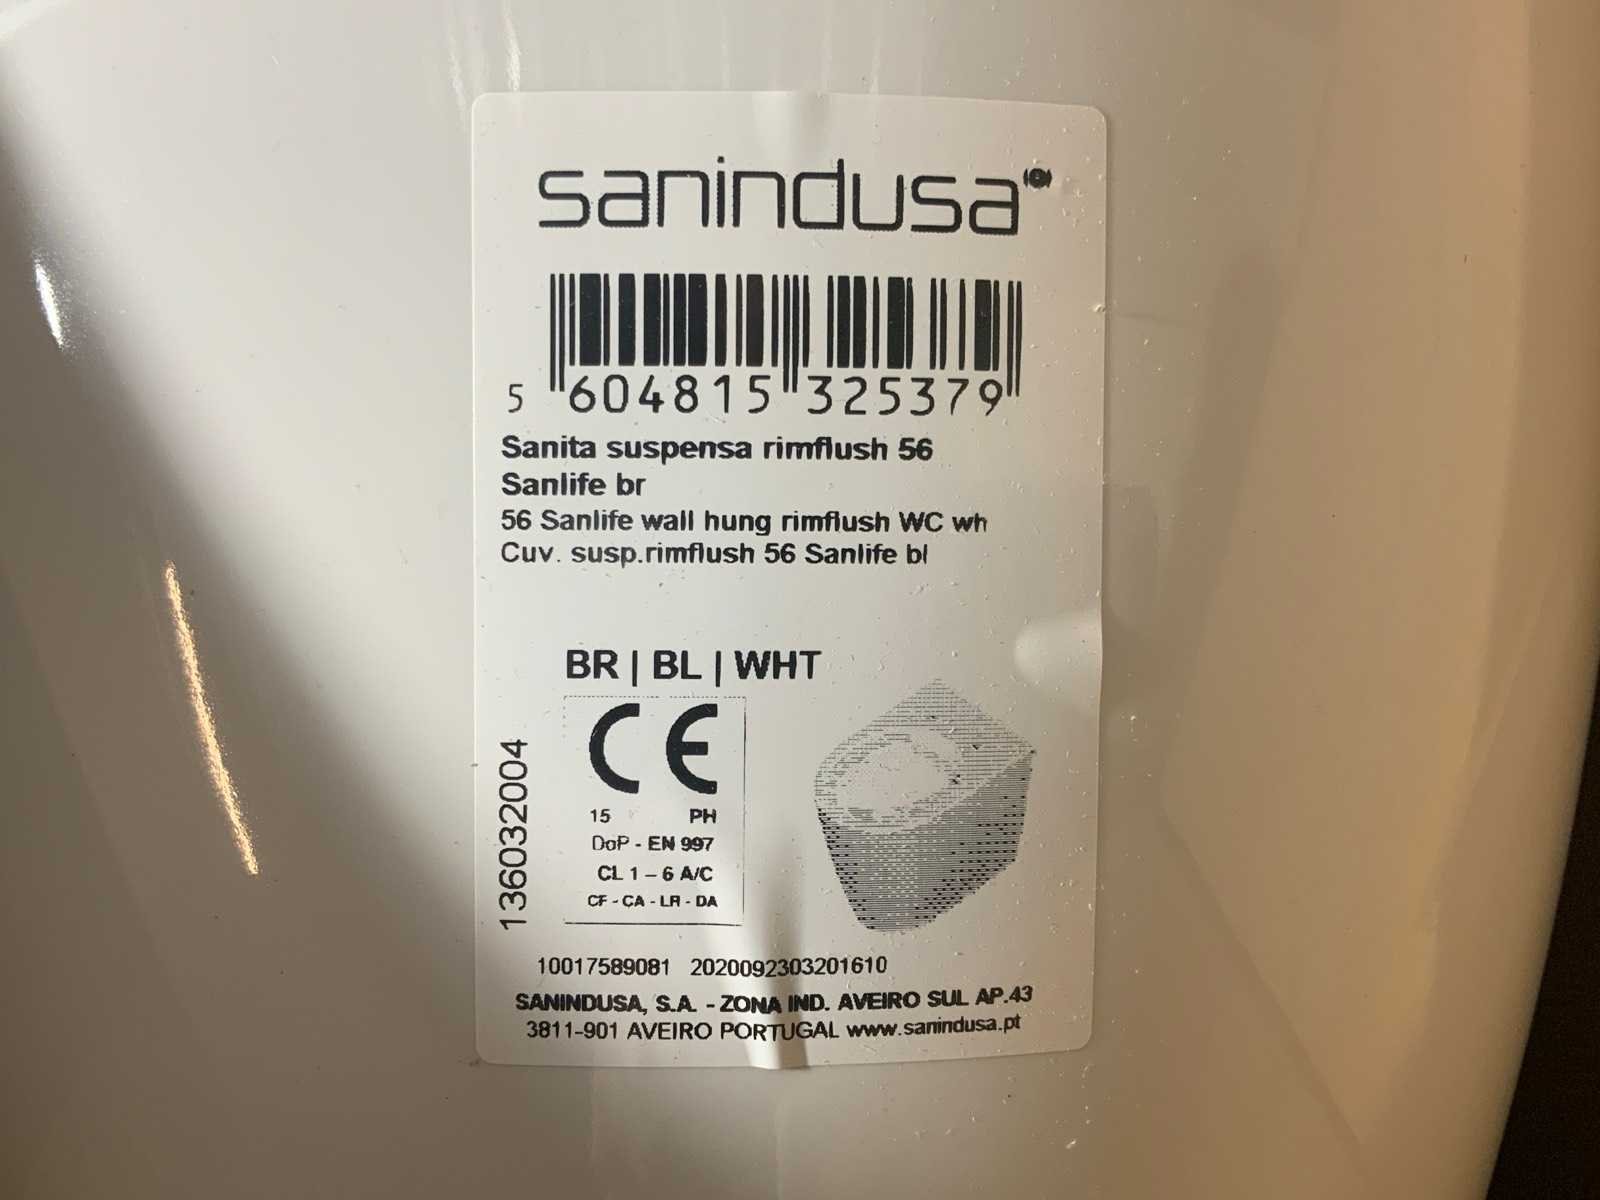 sanindusa
5 604815 325379
Sanita suspensa rimflush 56
Sanlife br
56 Sanlife wall hung rimflush WC wh
Cuv. susp.rimflush 56 Sanlife bl
BR | BL | WHT
136032004
CE
15 PH
DoP - EN 997
CL 1 – 6 A/C
CF - CA - LR - DA
10017589081 2020092303201610
SANINDUSA, S.A. - ZONA IND. AVEIRO SUL AP.43
3811-901 AVEIRO PORTUGAL www.sanindusa.pt